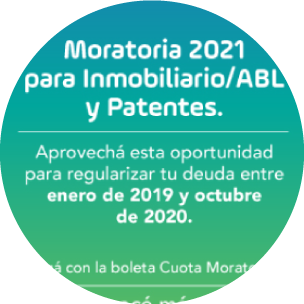 Moratoria 2021
para Inmobiliario/ABL
y Patentes.
Aprovechá esta oportunidad
para regularizar tu deuda entre
enero de 2019 y octubre
de 2020.
con la boleta Cuota